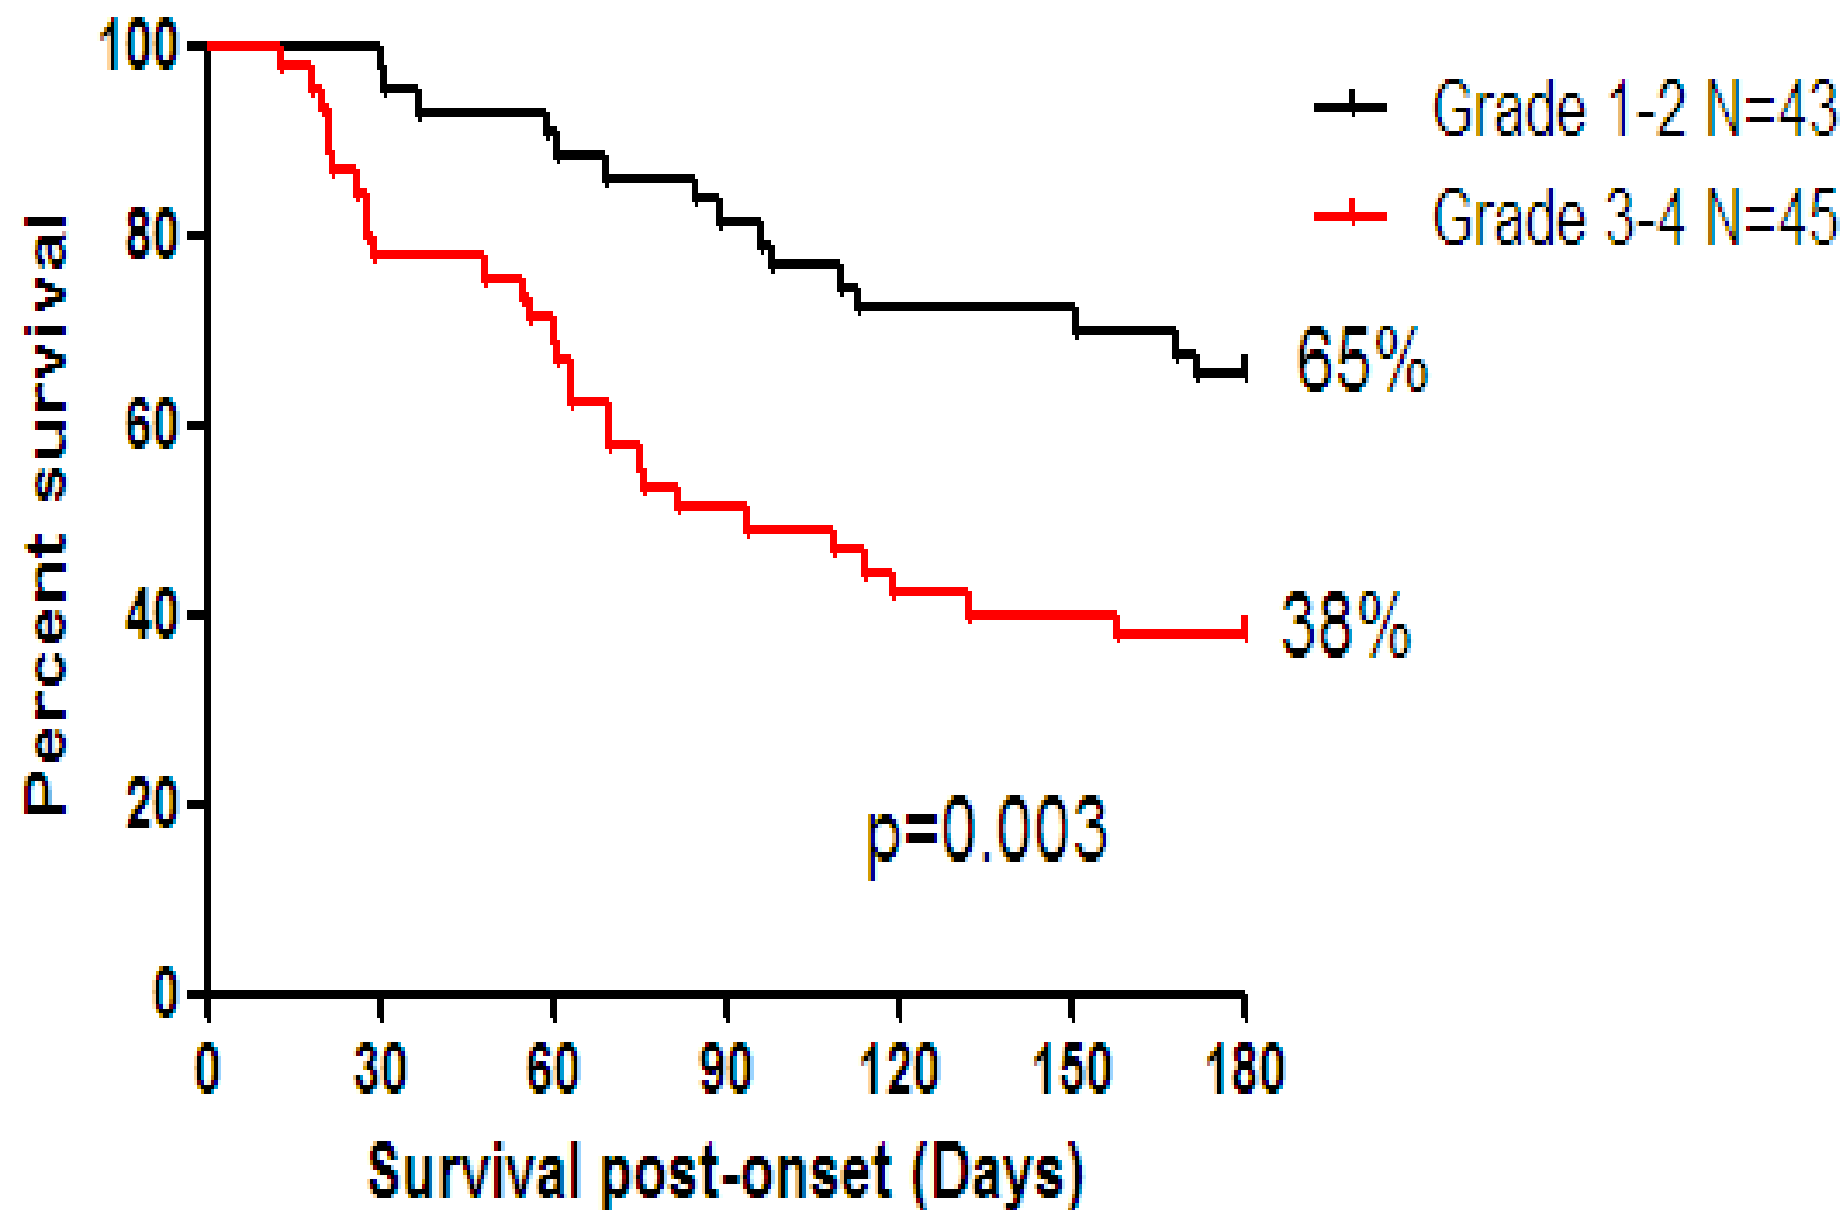 100
80
60
40
20
0
Percent survival
Grade 1-2 N=43
Grade 3-4 N=45
65%
38%
p=0.003
0 30 60 90 120 150 180
Survival post-onset (Days)